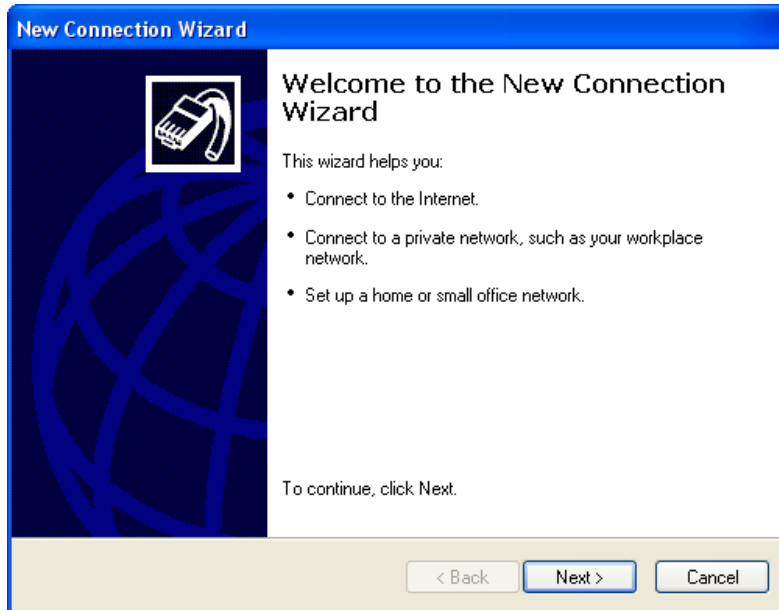 New Connection Wizard
Welcome to the New Connection
Wizard
This wizard helps you:
• Connect to the Internet.
• Connect to a private network, such as your workplace
network.
• Set up a home or small office network.
To continue, click Next.
< Back Next > Cancel